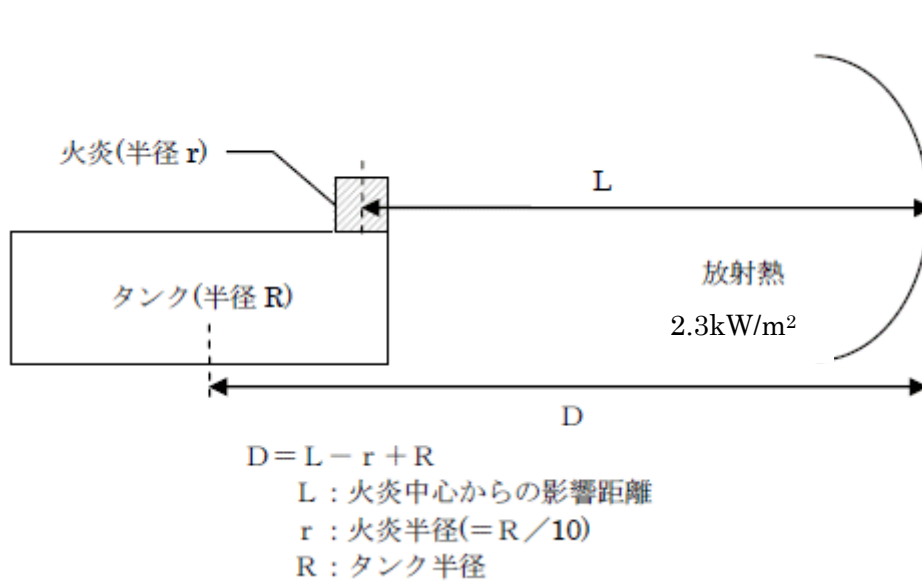 火炎(半径 r)
L
放射熱
タンク(半径 R)
2.3kW/m²
D
D=L-r+R
L：火炎中心からの影響距離
r：火炎半径(=R／10)
R：タンク半径